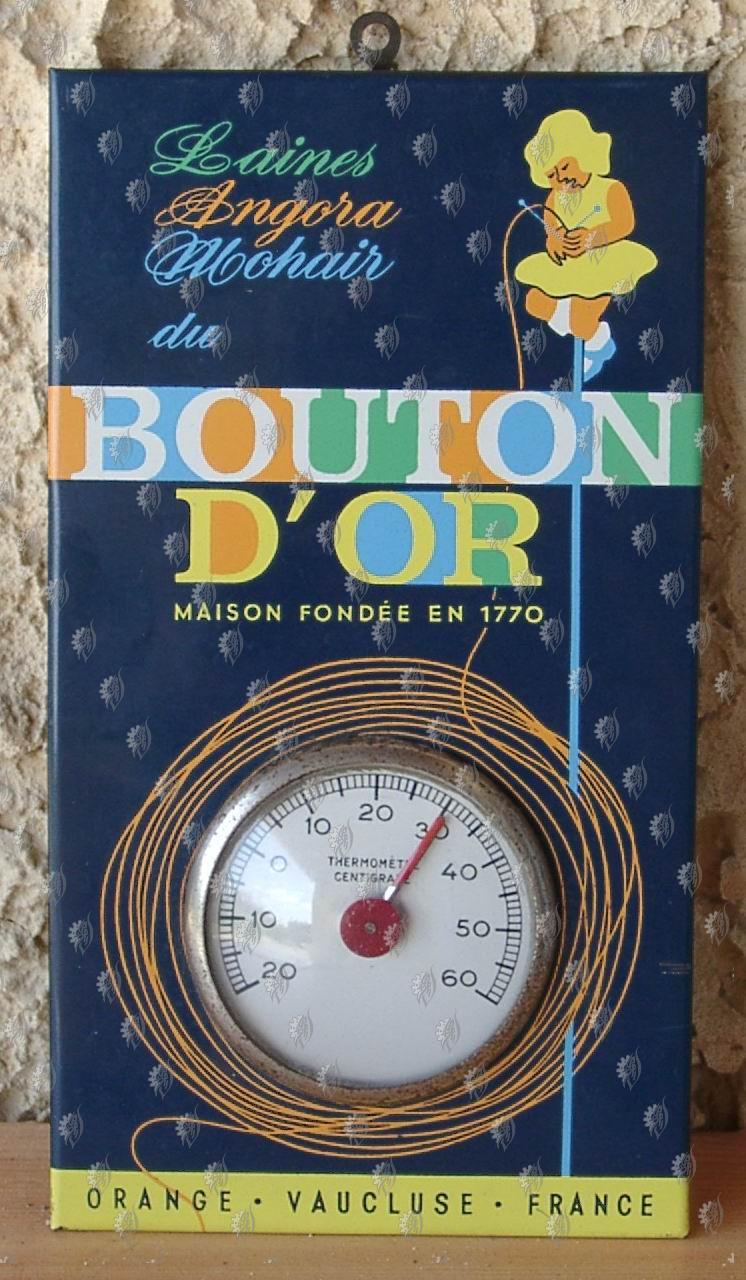 Laines
Angora
Mohair
du
BOUTON
D'OR
MAISON FONDÉE EN 1770
20
10
30
0
THERMOMÈT
CENTIGRADE
40
10
50
20
60
ORANGE • VAUCLUSE • FRANCE